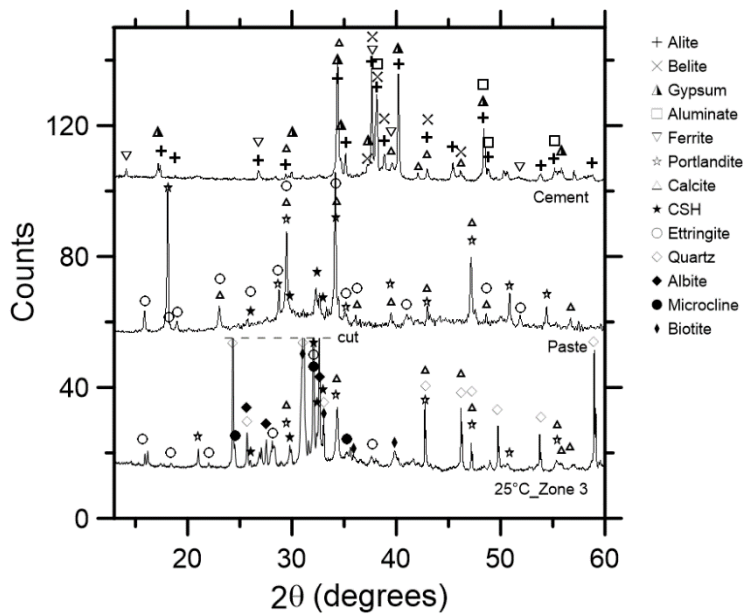 120
80
40
0
Counts
20
30
40
50
60
2θ (degrees)
Cement
Paste
cut
25°C_Zone 3
Alite
Belite
Gypsum
Aluminate
Ferrite
Portlandite
Calcite
CSH
Ettringite
Quartz
Albite
Microcline
Biotite